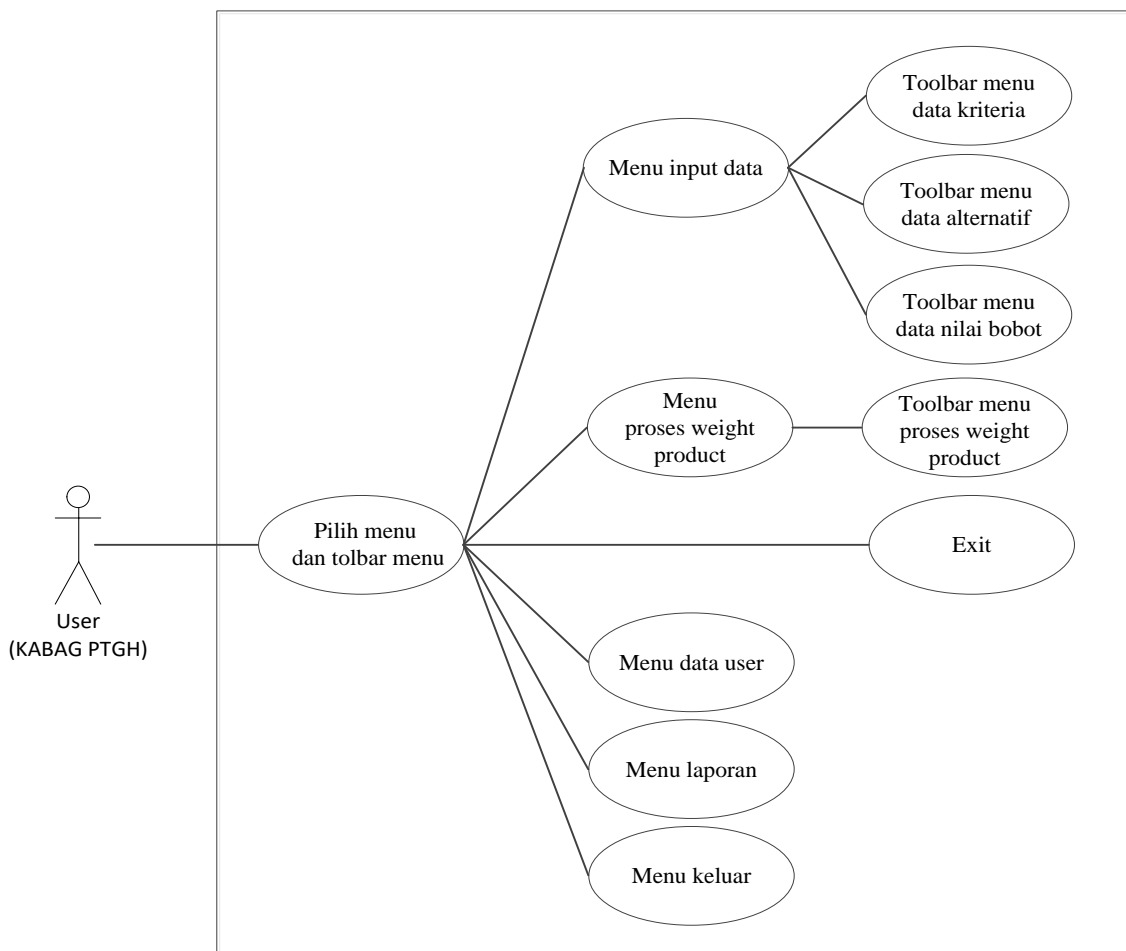 Toolbar menu
data kriteria
Menu input data
Toolbar menu
data alternatif
Toolbar menu
data nilai bobot
Menu
proses weight
product
Toolbar menu
proses weight
product
User
(KABAG PTGH)
Pilih menu
dan tolbar menu
Exit
Menu data user
Menu laporan
Menu keluar